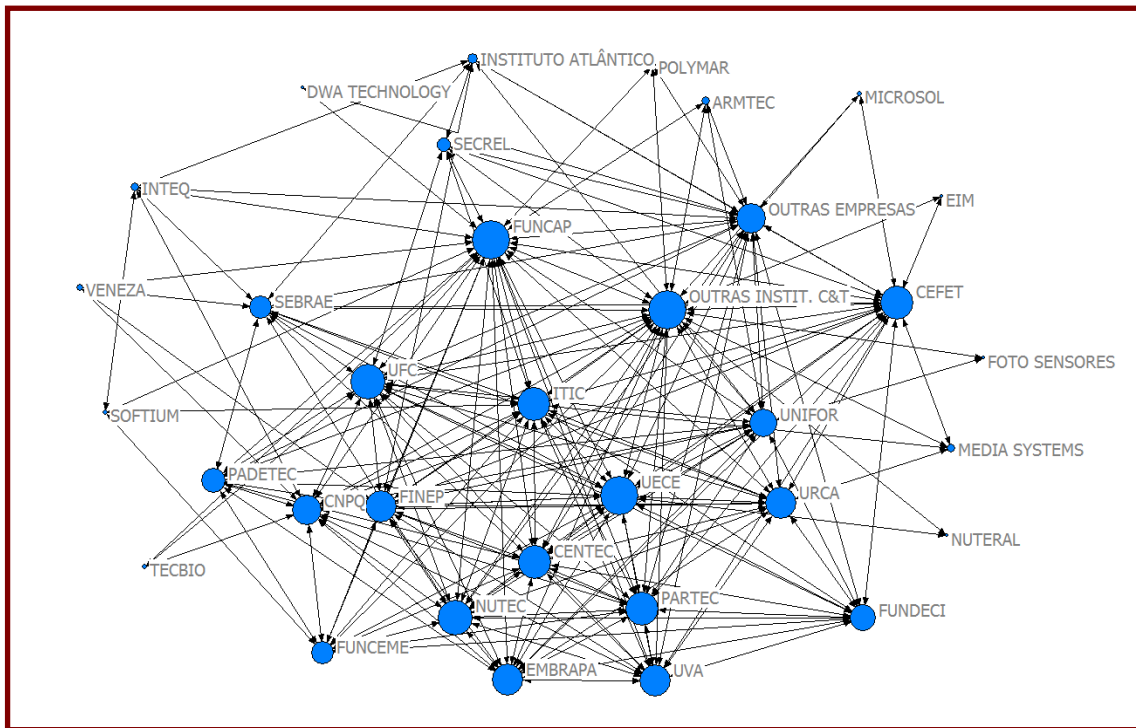 INSTITUTO ATLÂNTICO
POLYMAR
DWA TECHNOLOGY
ARMTEC
MICROSOL
SECREL
INTEQ
EIM
OUTRAS EMPRESAS
FUNCAP
VENEZA
SEBRAE
OUTRAS INSTIT. C&T
CEFET
FOTO SENSORES
UFC
ITIC
SOFTIUM
UNIFOR
MEDIA SYSTEMS
PADETEC
CNPQ
FINEP
UECE
URCA
NUTERAL
CENTEC
TECBIO
NUTEC
PARTEC
FUNDECI
FUNCEME
EMBRAPA
UVA